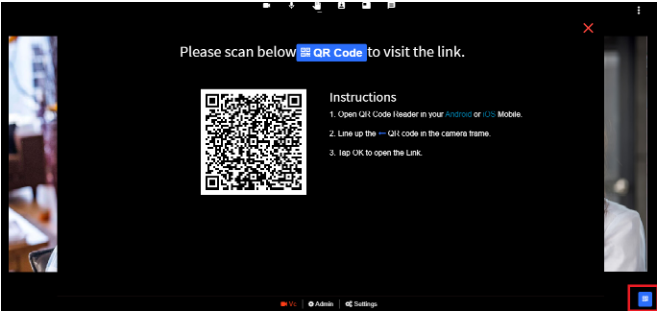 Please scan below QR Code to visit the link.
Instructions
1. Open QR Code Reader in your Android or iOS Mobile.
2. Line up the QR code in the camera frame.
3. Tap OK to open the Link.
Vc Admin Settings